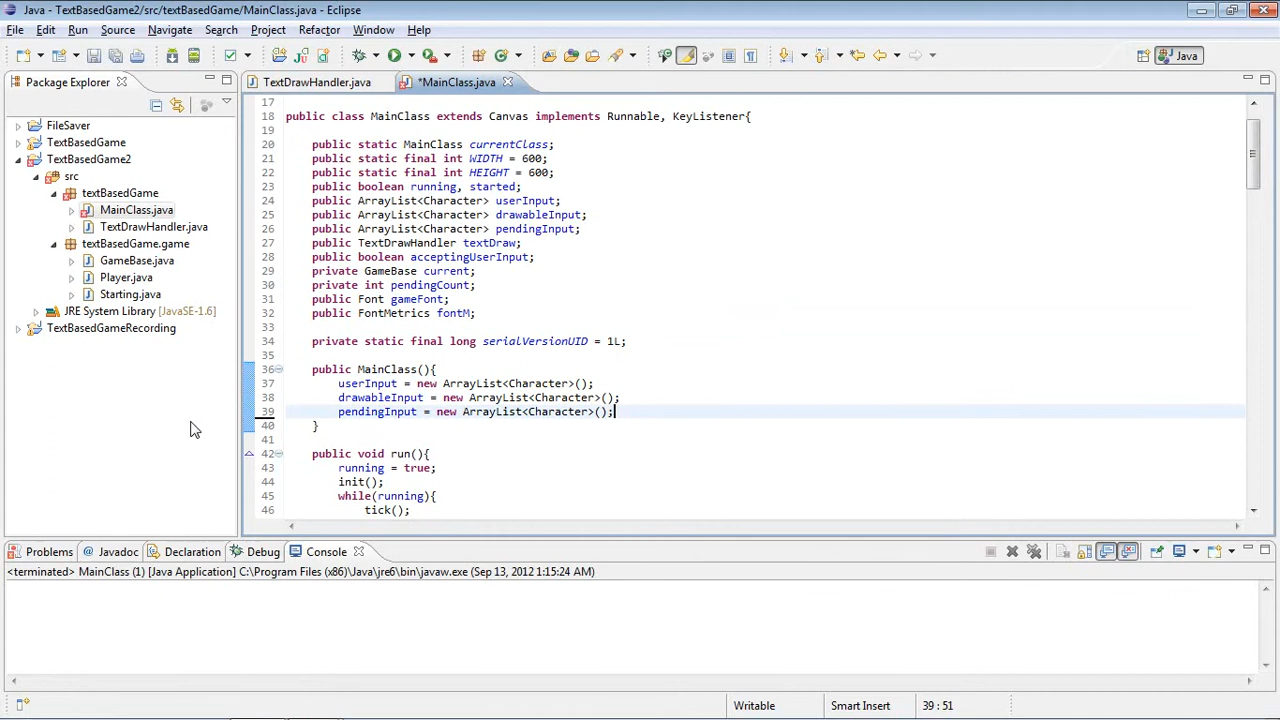 Java - TextBasedGame2/src/textBasedGame/MainClass.java - Eclipse
File Edit Run Source Navigate Search Project Refactor Window Help
Java
Package Explorer
TextDrawHandler.java
*MainClass.java
FileSaver
TextBasedGame
TextBasedGame2
src
textBasedGame
MainClass.java
TextDrawHandler.java
textBasedGame.game
GameBase.java
Player.java
Starting.java
JRE System Library [JavaSE-1.6]
TextBasedGameRecording
17
18 public class MainClass extends Canvas implements Runnable, KeyListener{
19
20 public static MainClass currentClass;
21 public static final int WIDTH = 600;
22 public static final int HEIGHT = 600;
23 public boolean running, started;
24 public ArrayList<Character> userInput;
25 public ArrayList<Character> drawableInput;
26 public ArrayList<Character> pendingInput;
27 public TextDrawHandler textDraw;
28 public boolean acceptingUserInput;
29 private GameBase current;
30 private int pendingCount;
31 public Font gameFont;
32 public FontMetrics fontM;
33
34 private static final long serialVersionUID = 1L;
35
36 public MainClass(){
37 userInput = new ArrayList<Character>();
38 drawableInput = new ArrayList<Character>();
39 pendingInput = new ArrayList<Character>();
40 }
41
42 public void run(){
43 running = true;
44 init();
45 while(running){
46 tick();
Problems Javadoc Declaration Debug Console
<terminated> MainClass (1) [Java Application] C:\Program Files (x86)\Java\jre6\bin\javaw.exe (Sep 13, 2012 1:15:24 AM)
Writable Smart Insert 39 : 51